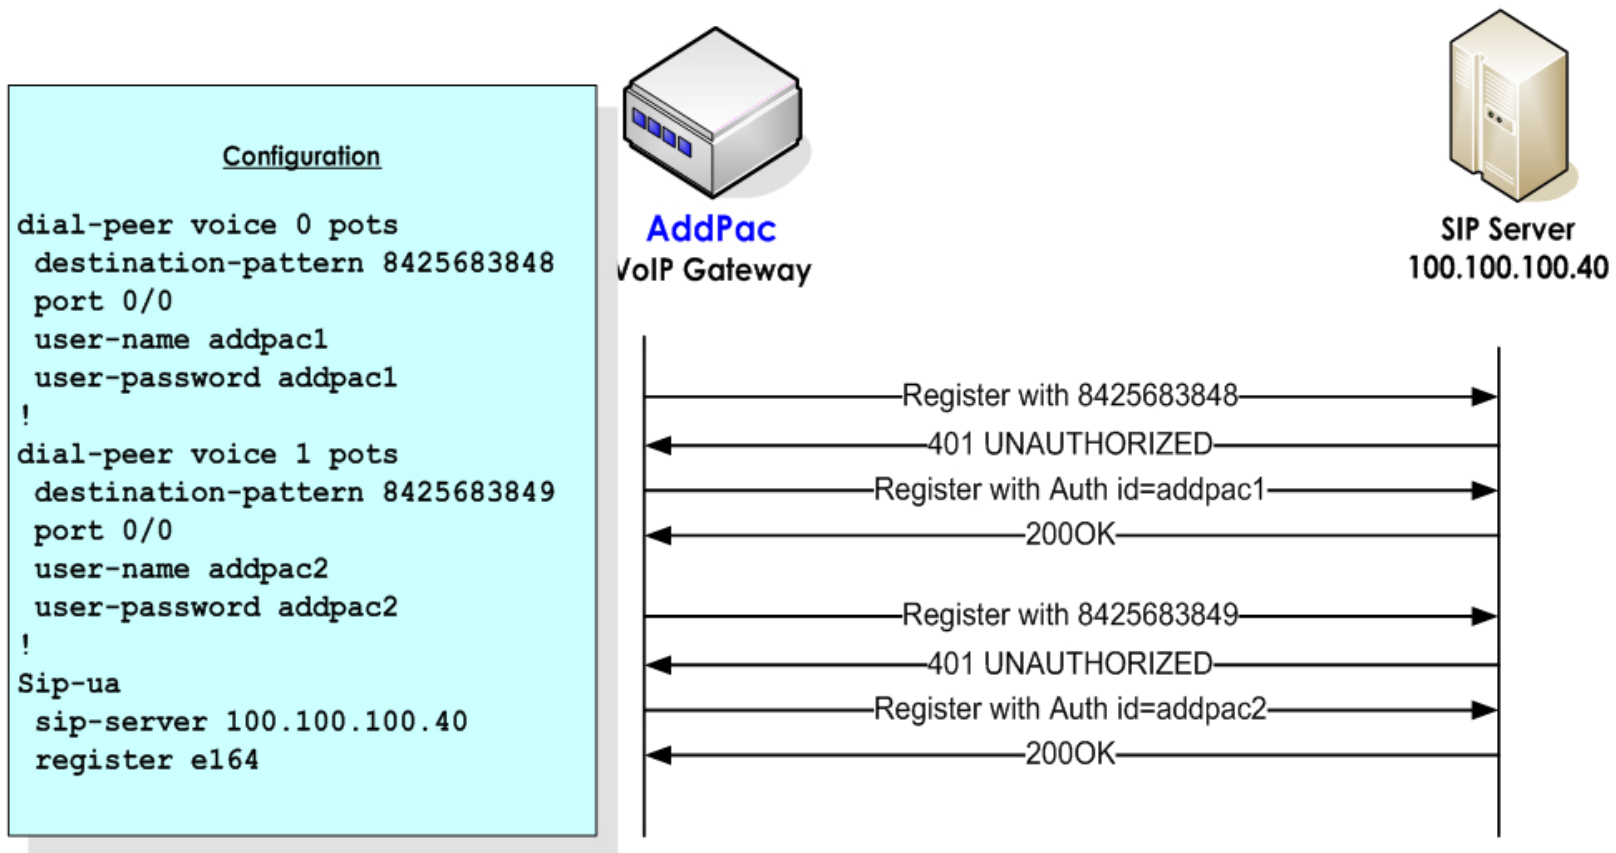 Configuration
dial-peer voice 0 pots
destination-pattern 8425683848
port 0/0
user-name addpac1
user-password addpac1
!
dial-peer voice 1 pots
destination-pattern 8425683849
port 0/0
user-name addpac2
user-password addpac2
!
Sip-ua
sip-server 100.100.100.40
register e164
AddPac
VoIP Gateway
SIP Server
100.100.100.40
Register with 8425683848
401 UNAUTHORIZED
Register with Auth id=addpac1
200OK
Register with 8425683849
401 UNAUTHORIZED
Register with Auth id=addpac2
200OK